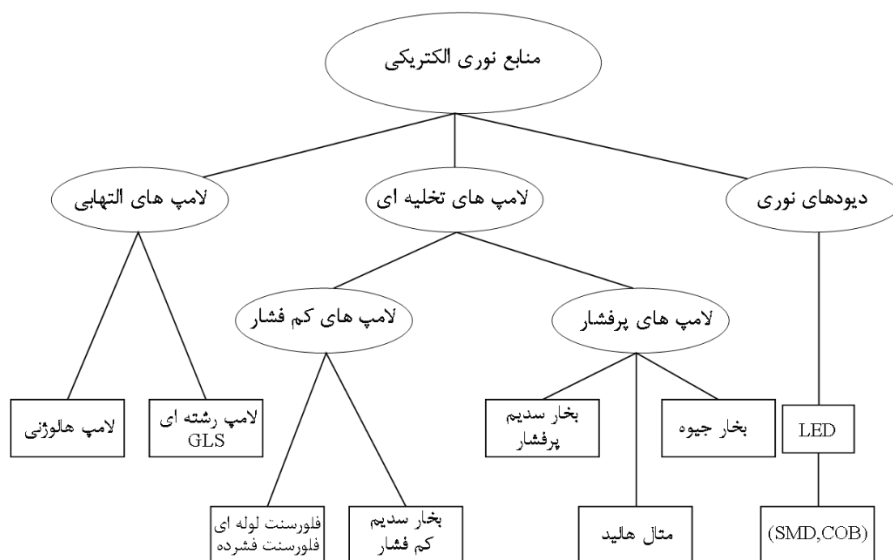 منابع نوری الکتریکی
دیودهای نوری
لامپ های تخلیه ای
لامپ های التهابی
لامپ های پرفشار
لامپ های کم فشار
LED
بخار جیوه
بخار سدیم
پرفشار
لامپ رشته ای
GLS
لامپ هالوژنی
(SMD,COB)
متال هالید
بخار سدیم
کم فشار
فلورسنت لوله ای
فلورسنت فشرده